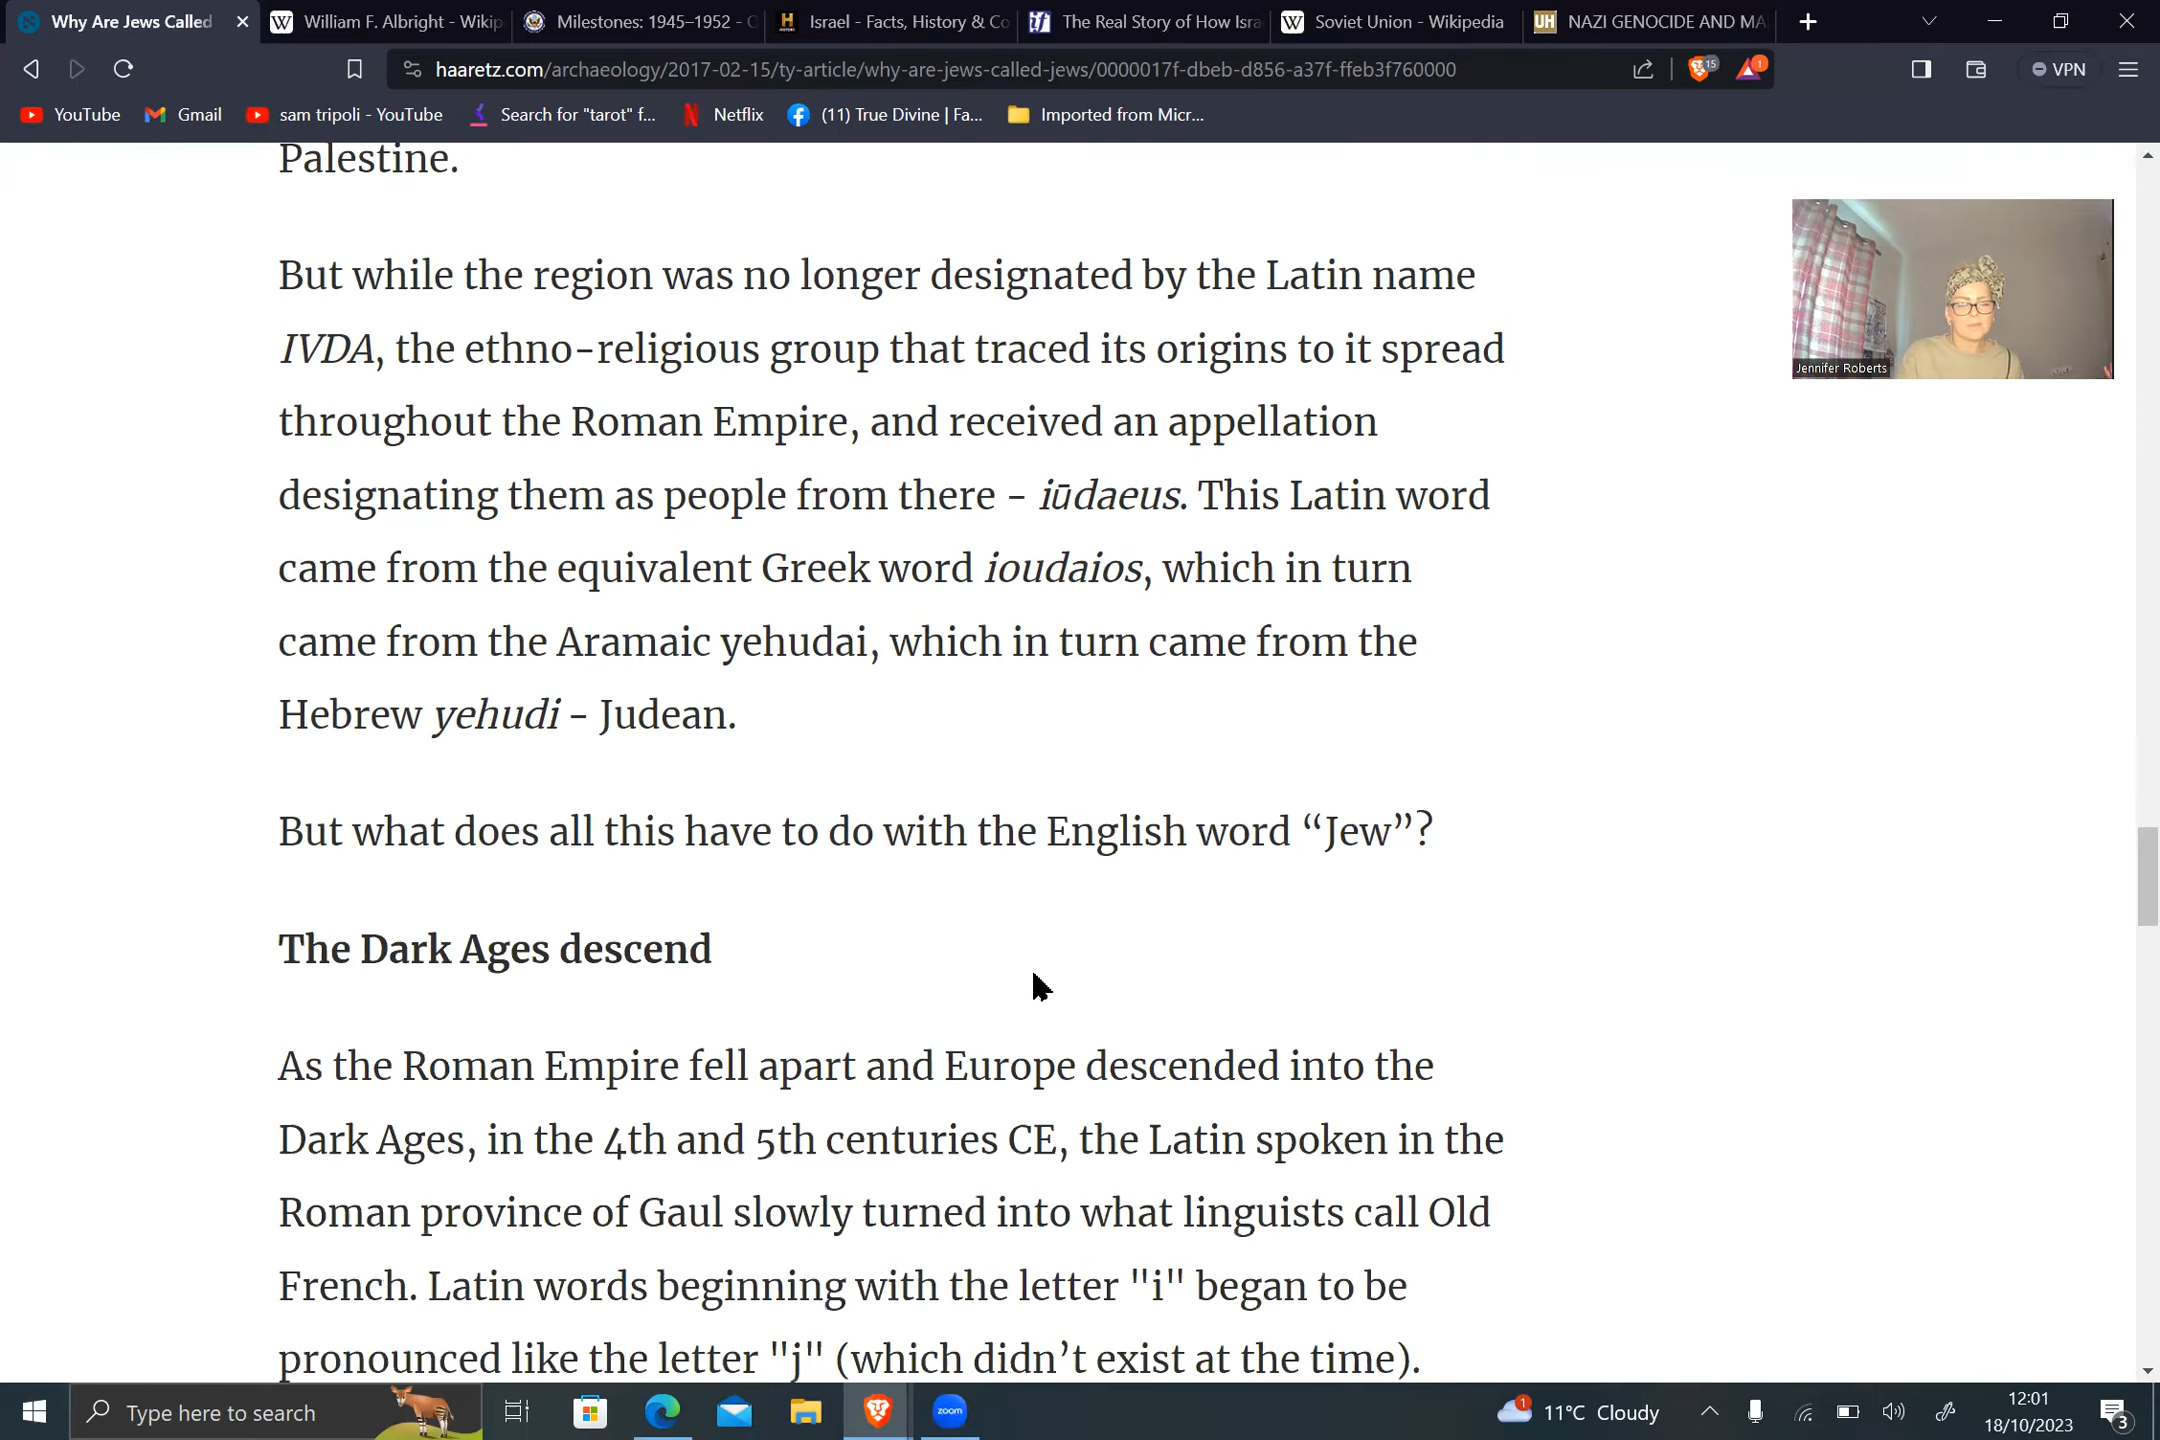 Why Are Jews Called
William F. Albright - Wikip
Milestones: 1945–1952 - O
Israel - Facts, History & Co
The Real Story of How Isra
Soviet Union - Wikipedia
UH NAZI GENOCIDE AND MA
haaretz.com/archaeology/2017-02-15/ty-article/why-are-jews-called-jews/0000017f-dbeb-d856-a37f-ffeb3f760000
15
1
VPN
YouTube
Gmail
sam tripoli - YouTube
Search for "tarot" f...
Netflix
(11) True Divine | Fa...
Imported from Micr...
Palestine.
But while the region was no longer designated by the Latin name
IVDA, the ethno-religious group that traced its origins to it spread
throughout the Roman Empire, and received an appellation
designating them as people from there - iūdaeus. This Latin word
came from the equivalent Greek word ioudaios, which in turn
came from the Aramaic yehudai, which in turn came from the
Hebrew yehudi - Judean.
But what does all this have to do with the English word “Jew”?
The Dark Ages descend
As the Roman Empire fell apart and Europe descended into the
Dark Ages, in the 4th and 5th centuries CE, the Latin spoken in the
Roman province of Gaul slowly turned into what linguists call Old
French. Latin words beginning with the letter "i" began to be
pronounced like the letter "j" (which didn’t exist at the time).
Jennifer Roberts
Type here to search
zoom
1
11°C Cloudy
12:01
18/10/2023
3